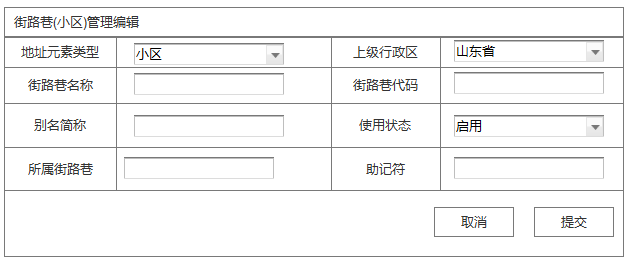 街路巷(小区)管理编辑
地址元素类型 小区 上级行政区 山东省
街路巷名称 街路巷代码
别名简称 使用状态 启用
所属街路巷 助记符
取消 提交